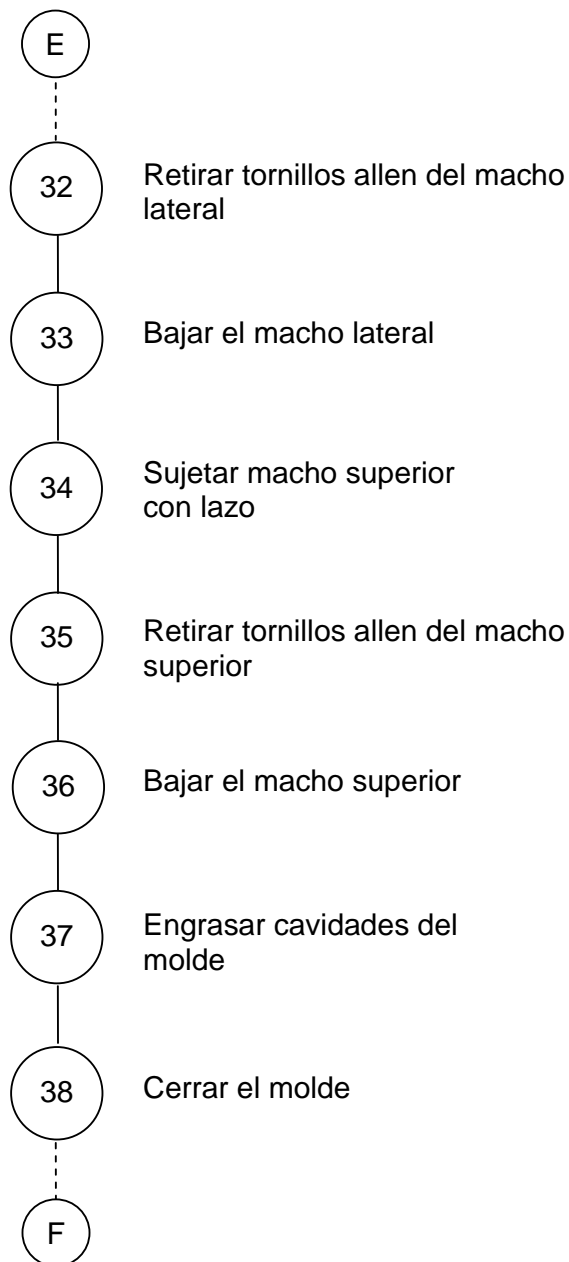 E
32
Retirar tornillos allen del macho
lateral
33
Bajar el macho lateral
34
Sujetar macho superior
con lazo
35
Retirar tornillos allen del macho
superior
36
Bajar el macho superior
37
Engrasar cavidades del
molde
38
Cerrar el molde
F